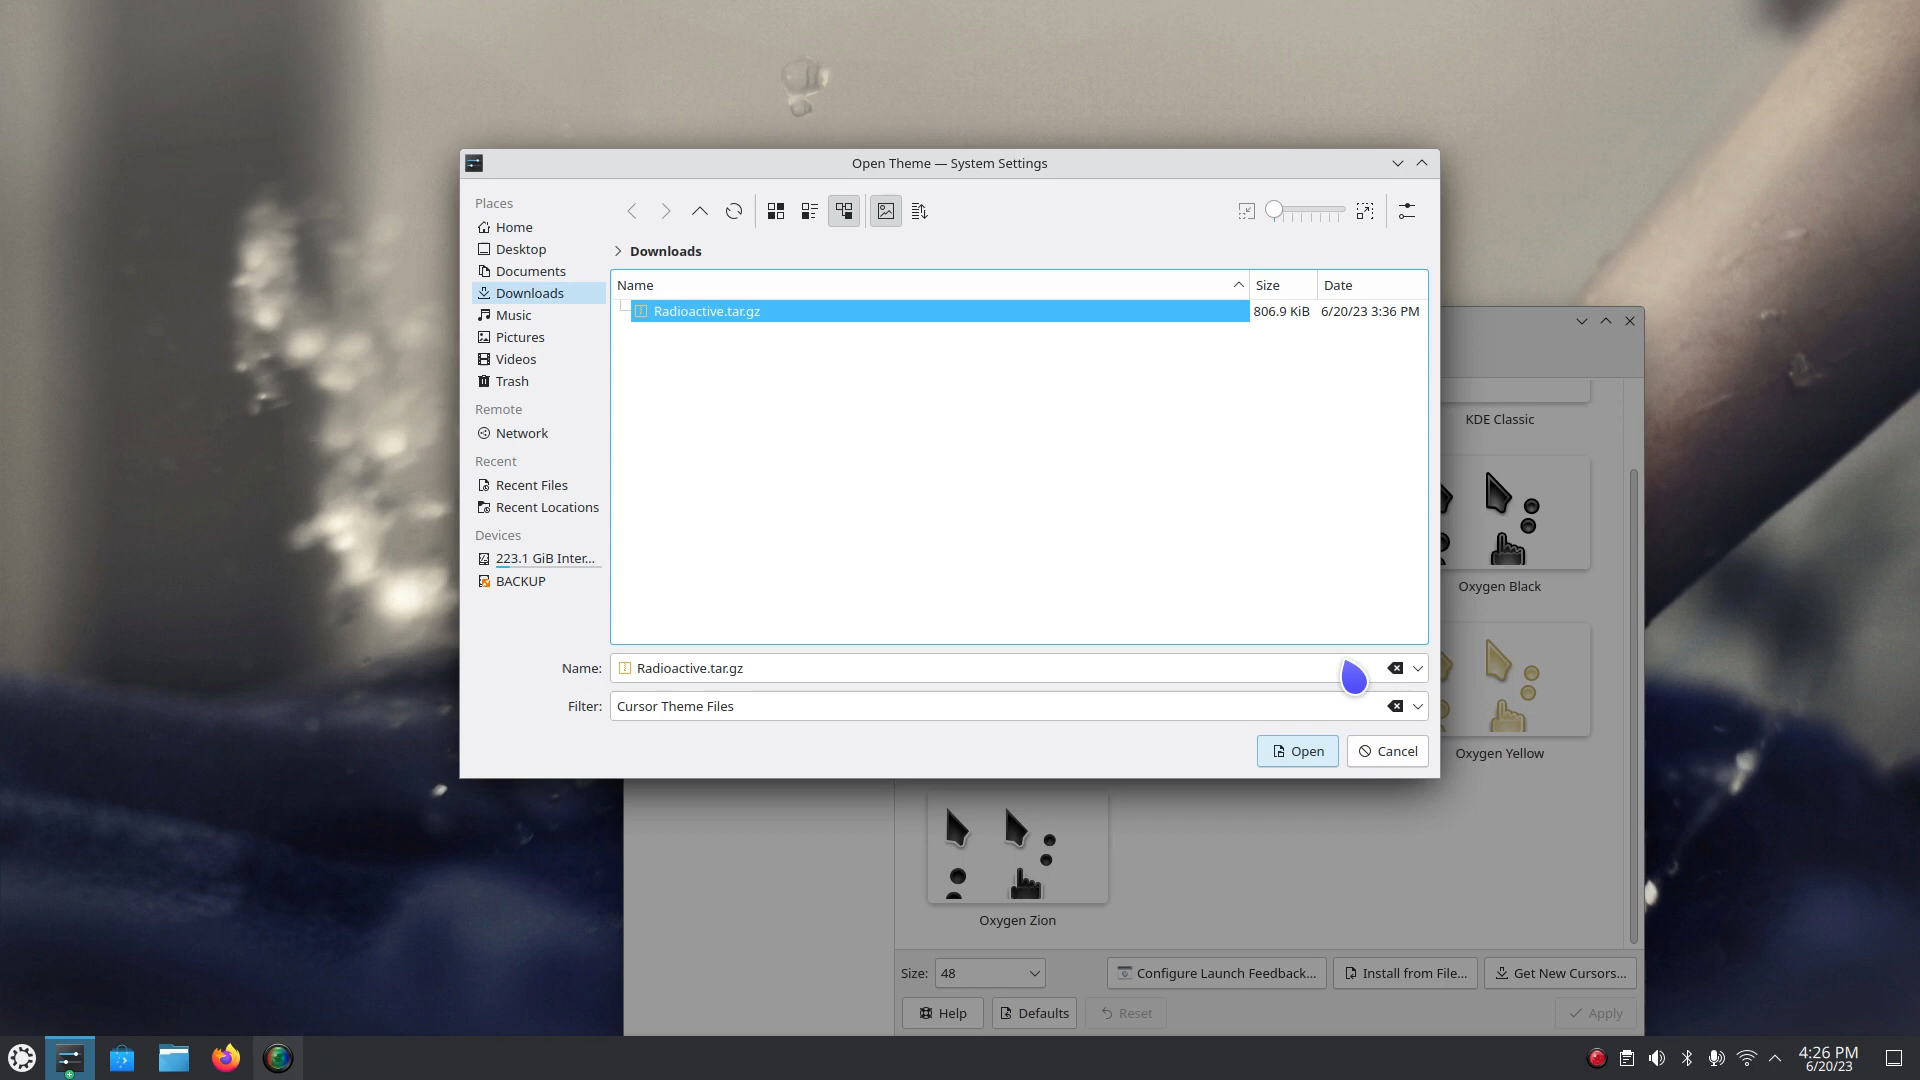 Open Theme — System Settings
Places
Home
Desktop
Documents
Downloads
Music
Pictures
Videos
Trash
Remote
Network
Recent
Recent Files
Recent Locations
Devices
223.1 GiB Inter...
BACKUP
Downloads
Name
Size
Date
Radioactive.tar.gz
806.9 KiB
6/20/23 3:36 PM
Name:
Radioactive.tar.gz
Filter:
Cursor Theme Files
Open
Cancel
KDE Classic
Oxygen Black
Oxygen Yellow
Oxygen Zion
Size:
48
Configure Launch Feedback...
Install from File...
Get New Cursors...
Help
Defaults
Reset
Apply
4:26 PM
6/20/23